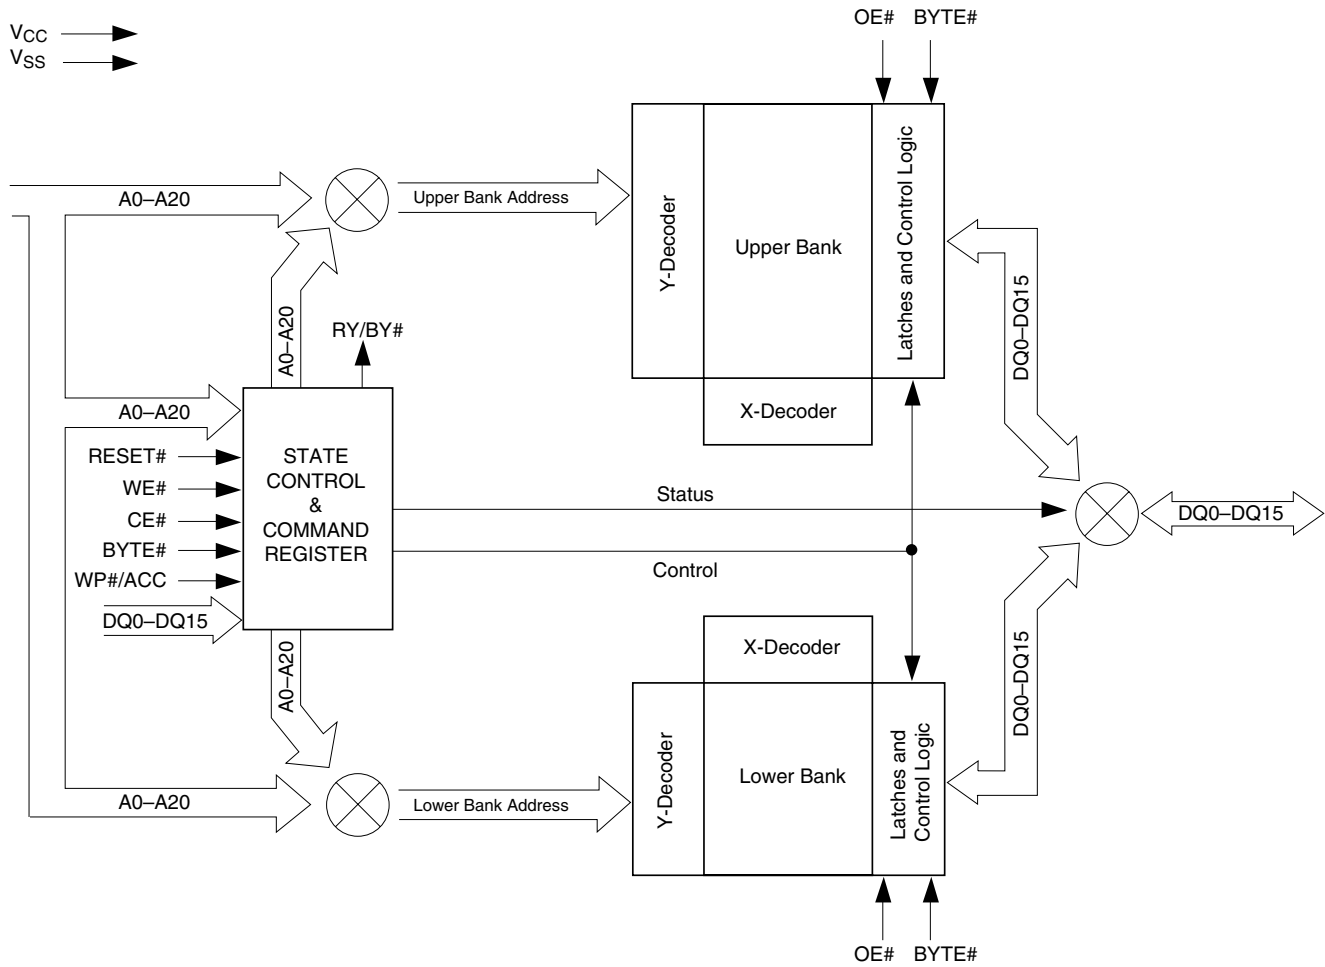 VCC
VSS
OE# BYTE#
A0–A20
Upper Bank Address
Y-Decoder
Upper Bank
Latches and Control Logic
X-Decoder
DQ0–DQ15
A0–A20
RY/BY#
A0–A20
RESET#
WE#
CE#
BYTE#
WP#/ACC
DQ0–DQ15
STATE
CONTROL
&
COMMAND
REGISTER
Status
Control
DQ0–DQ15
A0–A20
A0–A20
Lower Bank Address
X-Decoder
Y-Decoder
Lower Bank
Latches and
Control Logic
DQ0–DQ15
OE# BYTE#